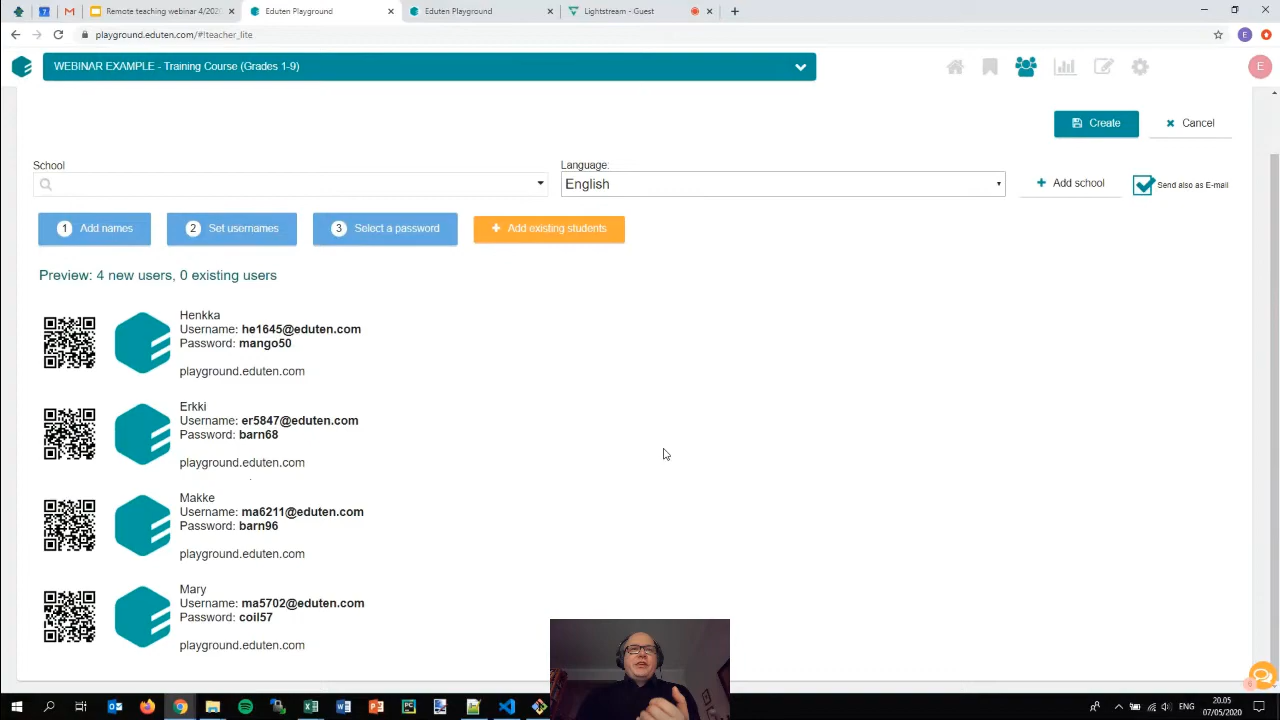 Remote teaching webinar 4/202
Eduten Playground
Eduten Playground
Lightstream - Guest
playground.eduten.com/#!teacher_lite
E
WEBINAR EXAMPLE - Training Course (Grades 1-9)
E
Create
Cancel
School
Language:
English
Add school
Send also as E-mail
1 Add names
2 Set usernames
3 Select a password
Add existing students
Preview: 4 new users, 0 existing users
Henkka
Username: he1645@eduten.com
Password: mango50
playground.eduten.com
Erkki
Username: er5847@eduten.com
Password: barn68
playground.eduten.com
Makke
Username: ma6211@eduten.com
Password: barn96
playground.eduten.com
Mary
Username: ma5702@eduten.com
Password: coil57
playground.eduten.com
ENG
20.05
07/05/2020